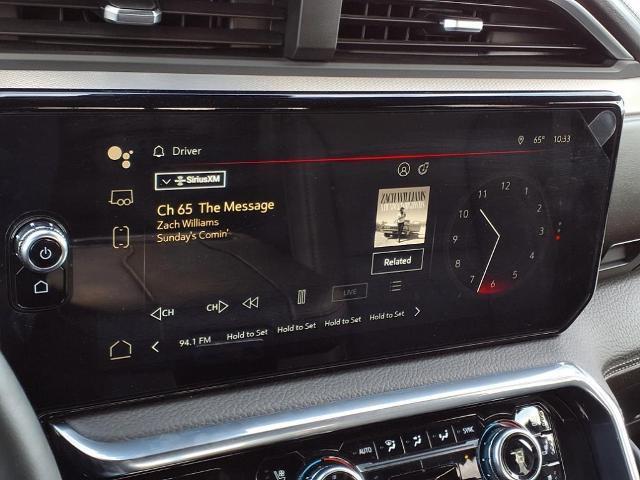 Driver
65° 10:33
SiriusXM
Ch 65 The Message
Zach Williams
Sunday's Comin'
ZACH WILLIAMS
Related
12
1
2
3
4
5
6
7
8
9
10
11
CH CH LIVE
94.1 FM Hold to Set Hold to Set Hold to Set Hold to Set
AUTO SYNC